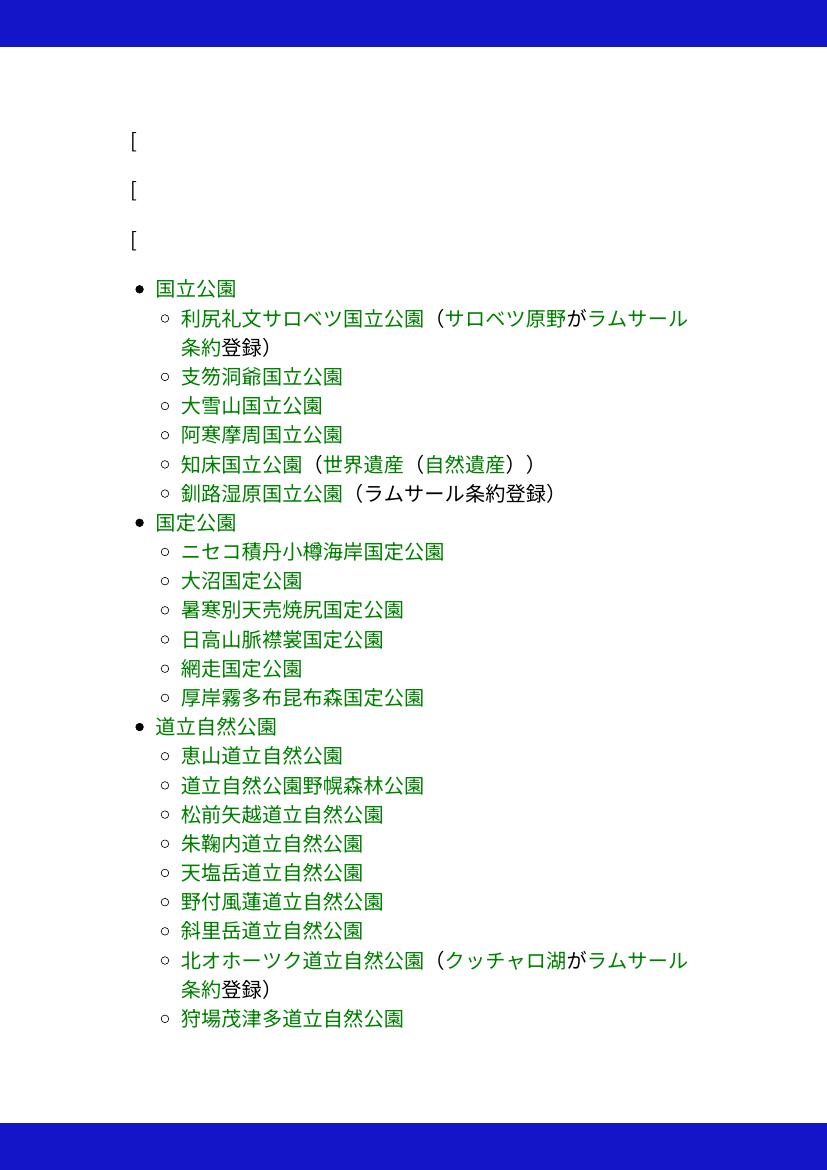 [
[
[
• 国立公園
◦ 利尻礼文サロベツ国立公園（サロベツ原野がラムサール
条約登録）
◦ 支笏洞爺国立公園
◦ 大雪山国立公園
◦ 阿寒摩周国立公園
◦ 知床国立公園（世界遺産（自然遺産））
◦ 釧路湿原国立公園（ラムサール条約登録）
• 国定公園
◦ ニセコ積丹小樽海岸国定公園
◦ 大沼国定公園
◦ 暑寒別天売焼尻国定公園
◦ 日高山脈襟裳国定公園
◦ 網走国定公園
◦ 厚岸霧多布昆布森国定公園
• 道立自然公園
◦ 恵山道立自然公園
◦ 道立自然公園野幌森林公園
◦ 松前矢越道立自然公園
◦ 朱鞠内道立自然公園
◦ 天塩岳道立自然公園
◦ 野付風蓮道立自然公園
◦ 斜里岳道立自然公園
◦ 北オホーツク道立自然公園（クッチャロ湖がラムサール
条約登録）
◦ 狩場茂津多道立自然公園